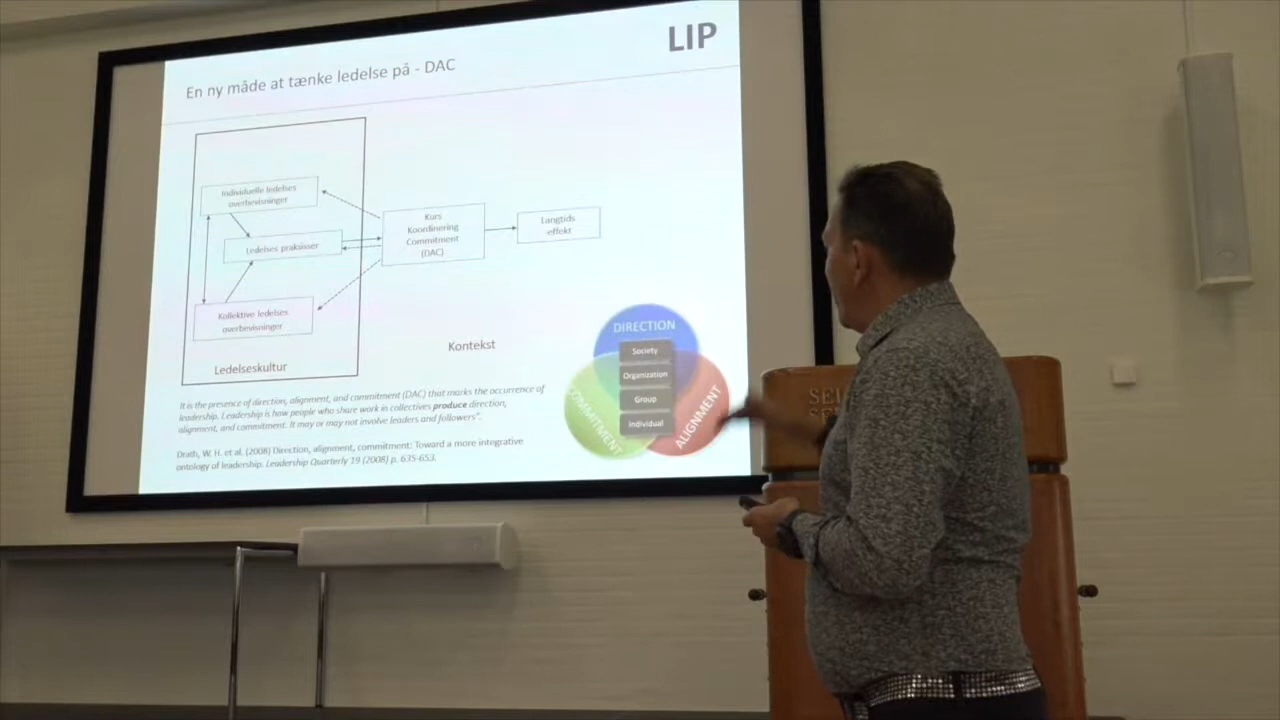 LIP
En ny måde at tænke ledelse på - DAC
Individuelle ledelses
overbevisninger
Ledelses praksisser
Kollektive ledelses
overbevisninger
Ledelseskultur
Kurs
Koordinering
Commitment
(DAC)
Langtids
effekt
Kontekst
DIRECTION
Society
Organization
Group
Individual
COMMITMENT
ALIGNMENT
It is the presence of direction, alignment, and commitment (DAC) that marks the occurrence of
leadership. Leadership is how people who share work in collectives produce direction,
alignment, and commitment. It may or may not involve leaders and followers".
Drath, W. H. et al. (2008) Direction, alignment, commitment: Toward a more integrative
ontology of leadership. Leadership Quarterly 19 (2008) p. 635-653.